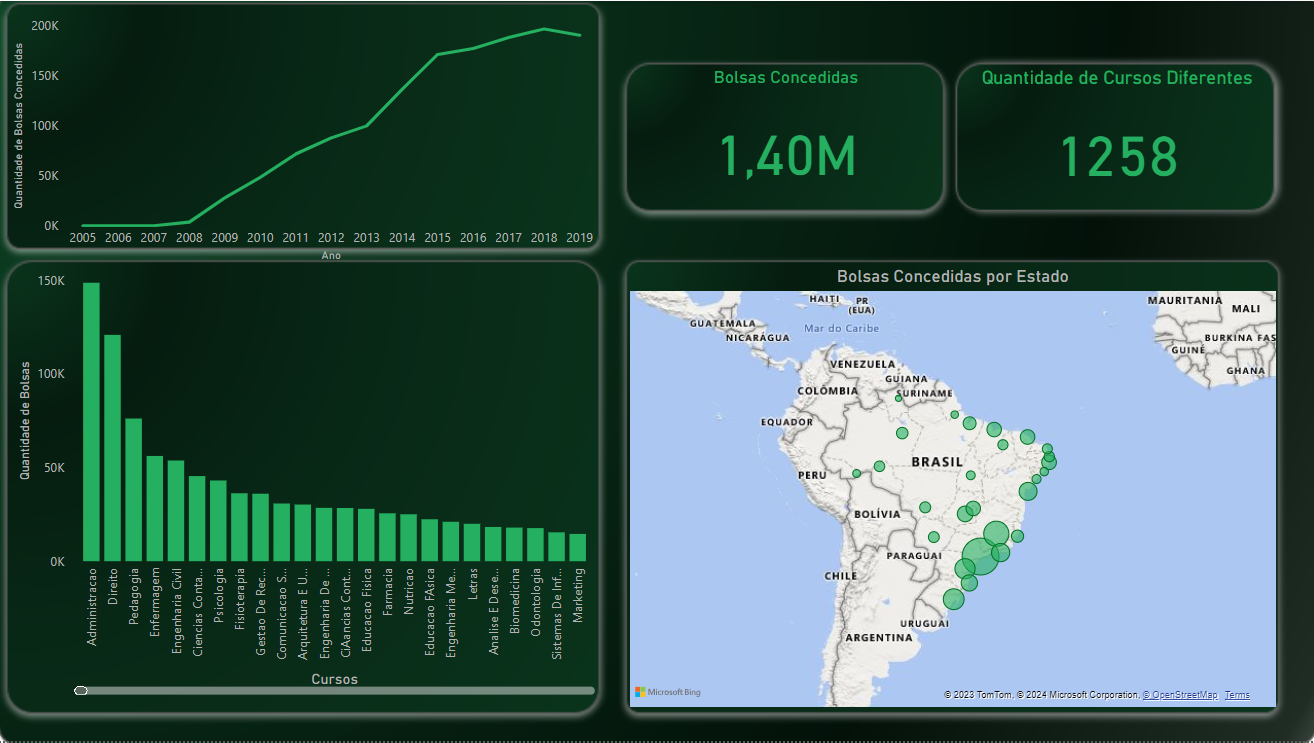 200K
150K
100K
50K
0K
Quantidade de Bolsas Concedidas
2005 2006 2007 2008 2009 2010 2011 2012 2013 2014 2015 2016 2017 2018 2019
Ano
Bolsas Concedidas
1,40M
Quantidade de Cursos Diferentes
1258
150K
100K
50K
0K
Quantidade de Bolsas
Administracao
Direito
Pedagogia
Enfermagem
Engenharia Civil
Ciencias Conta...
Psicologia
Fisioterapia
Gestao De Rec...
Comunicacao S...
Arquitetura E U...
Engenharia De ...
CiÃancias Cont...
Educacao Fisica
Farmacia
Nutricao
Educacao FÃsica
Engenharia Me...
Letras
Analise E Dese...
Biomedicina
Odontologia
Sistemas De Inf...
Marketing
Cursos
Bolsas Concedidas por Estado
HAITI
PR
(EUA)
MAURITANIA
MALI
GUATEMALA
Mar do Caribe
NICARÁGUA
BURKINA FAS
GUINÉ
VENEZUELA
GHANA
GUIANA
COLÔMBIA
SURINAME
EQUADOR
BRASIL
PERU
BOLÍVIA
PARAGUAI
CHILE
URUGUAI
ARGENTINA
Microsoft Bing
© 2023 TomTom, © 2024 Microsoft Corporation, © OpenStreetMap Terms